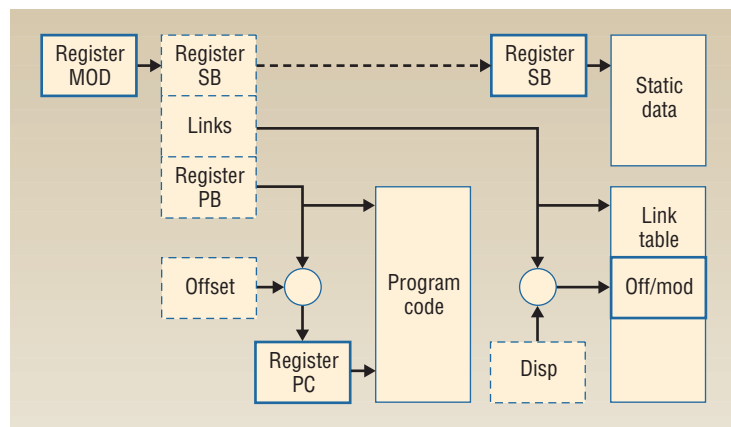 Register
MOD
Register
SB
Links
Register
PB
Register
SB
Static
data
Offset
Register
PC
Program
code
Link
table
Off/mod
Disp